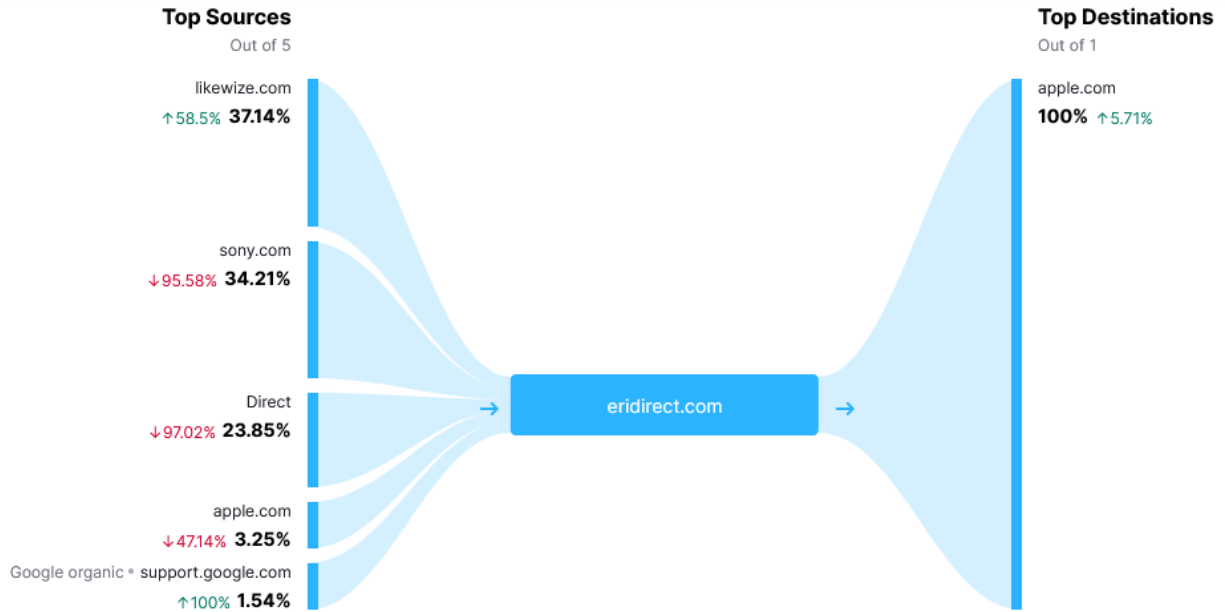 Top Sources
Out of 5
likewize.com
↑58.5% 37.14%
sony.com
↓95.58% 34.21%
Direct
↓97.02% 23.85%
apple.com
↓47.14% 3.25%
Google organic • support.google.com
↑100% 1.54%
→ eridirect.com →
Top Destinations
Out of 1
apple.com
100% ↑5.71%